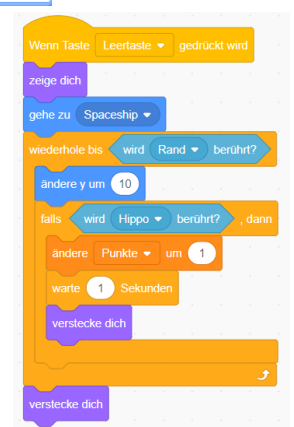 Wenn Taste Leertaste gedrückt wird
zeige dich
gehe zu Spaceship
wiederhole bis wird Rand berührt?
ändere y um 10
falls wird Hippo berührt? , dann
ändere Punkte um 1
warte 1 Sekunden
verstecke dich
verstecke dich